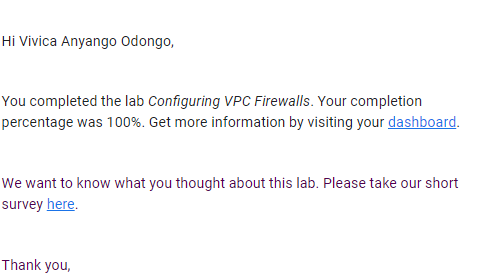 Hi Vivica Anyango Odongo,
You completed the lab Configuring VPC Firewalls. Your completion
percentage was 100%. Get more information by visiting your dashboard.
We want to know what you thought about this lab. Please take our short
survey here.
Thank you,